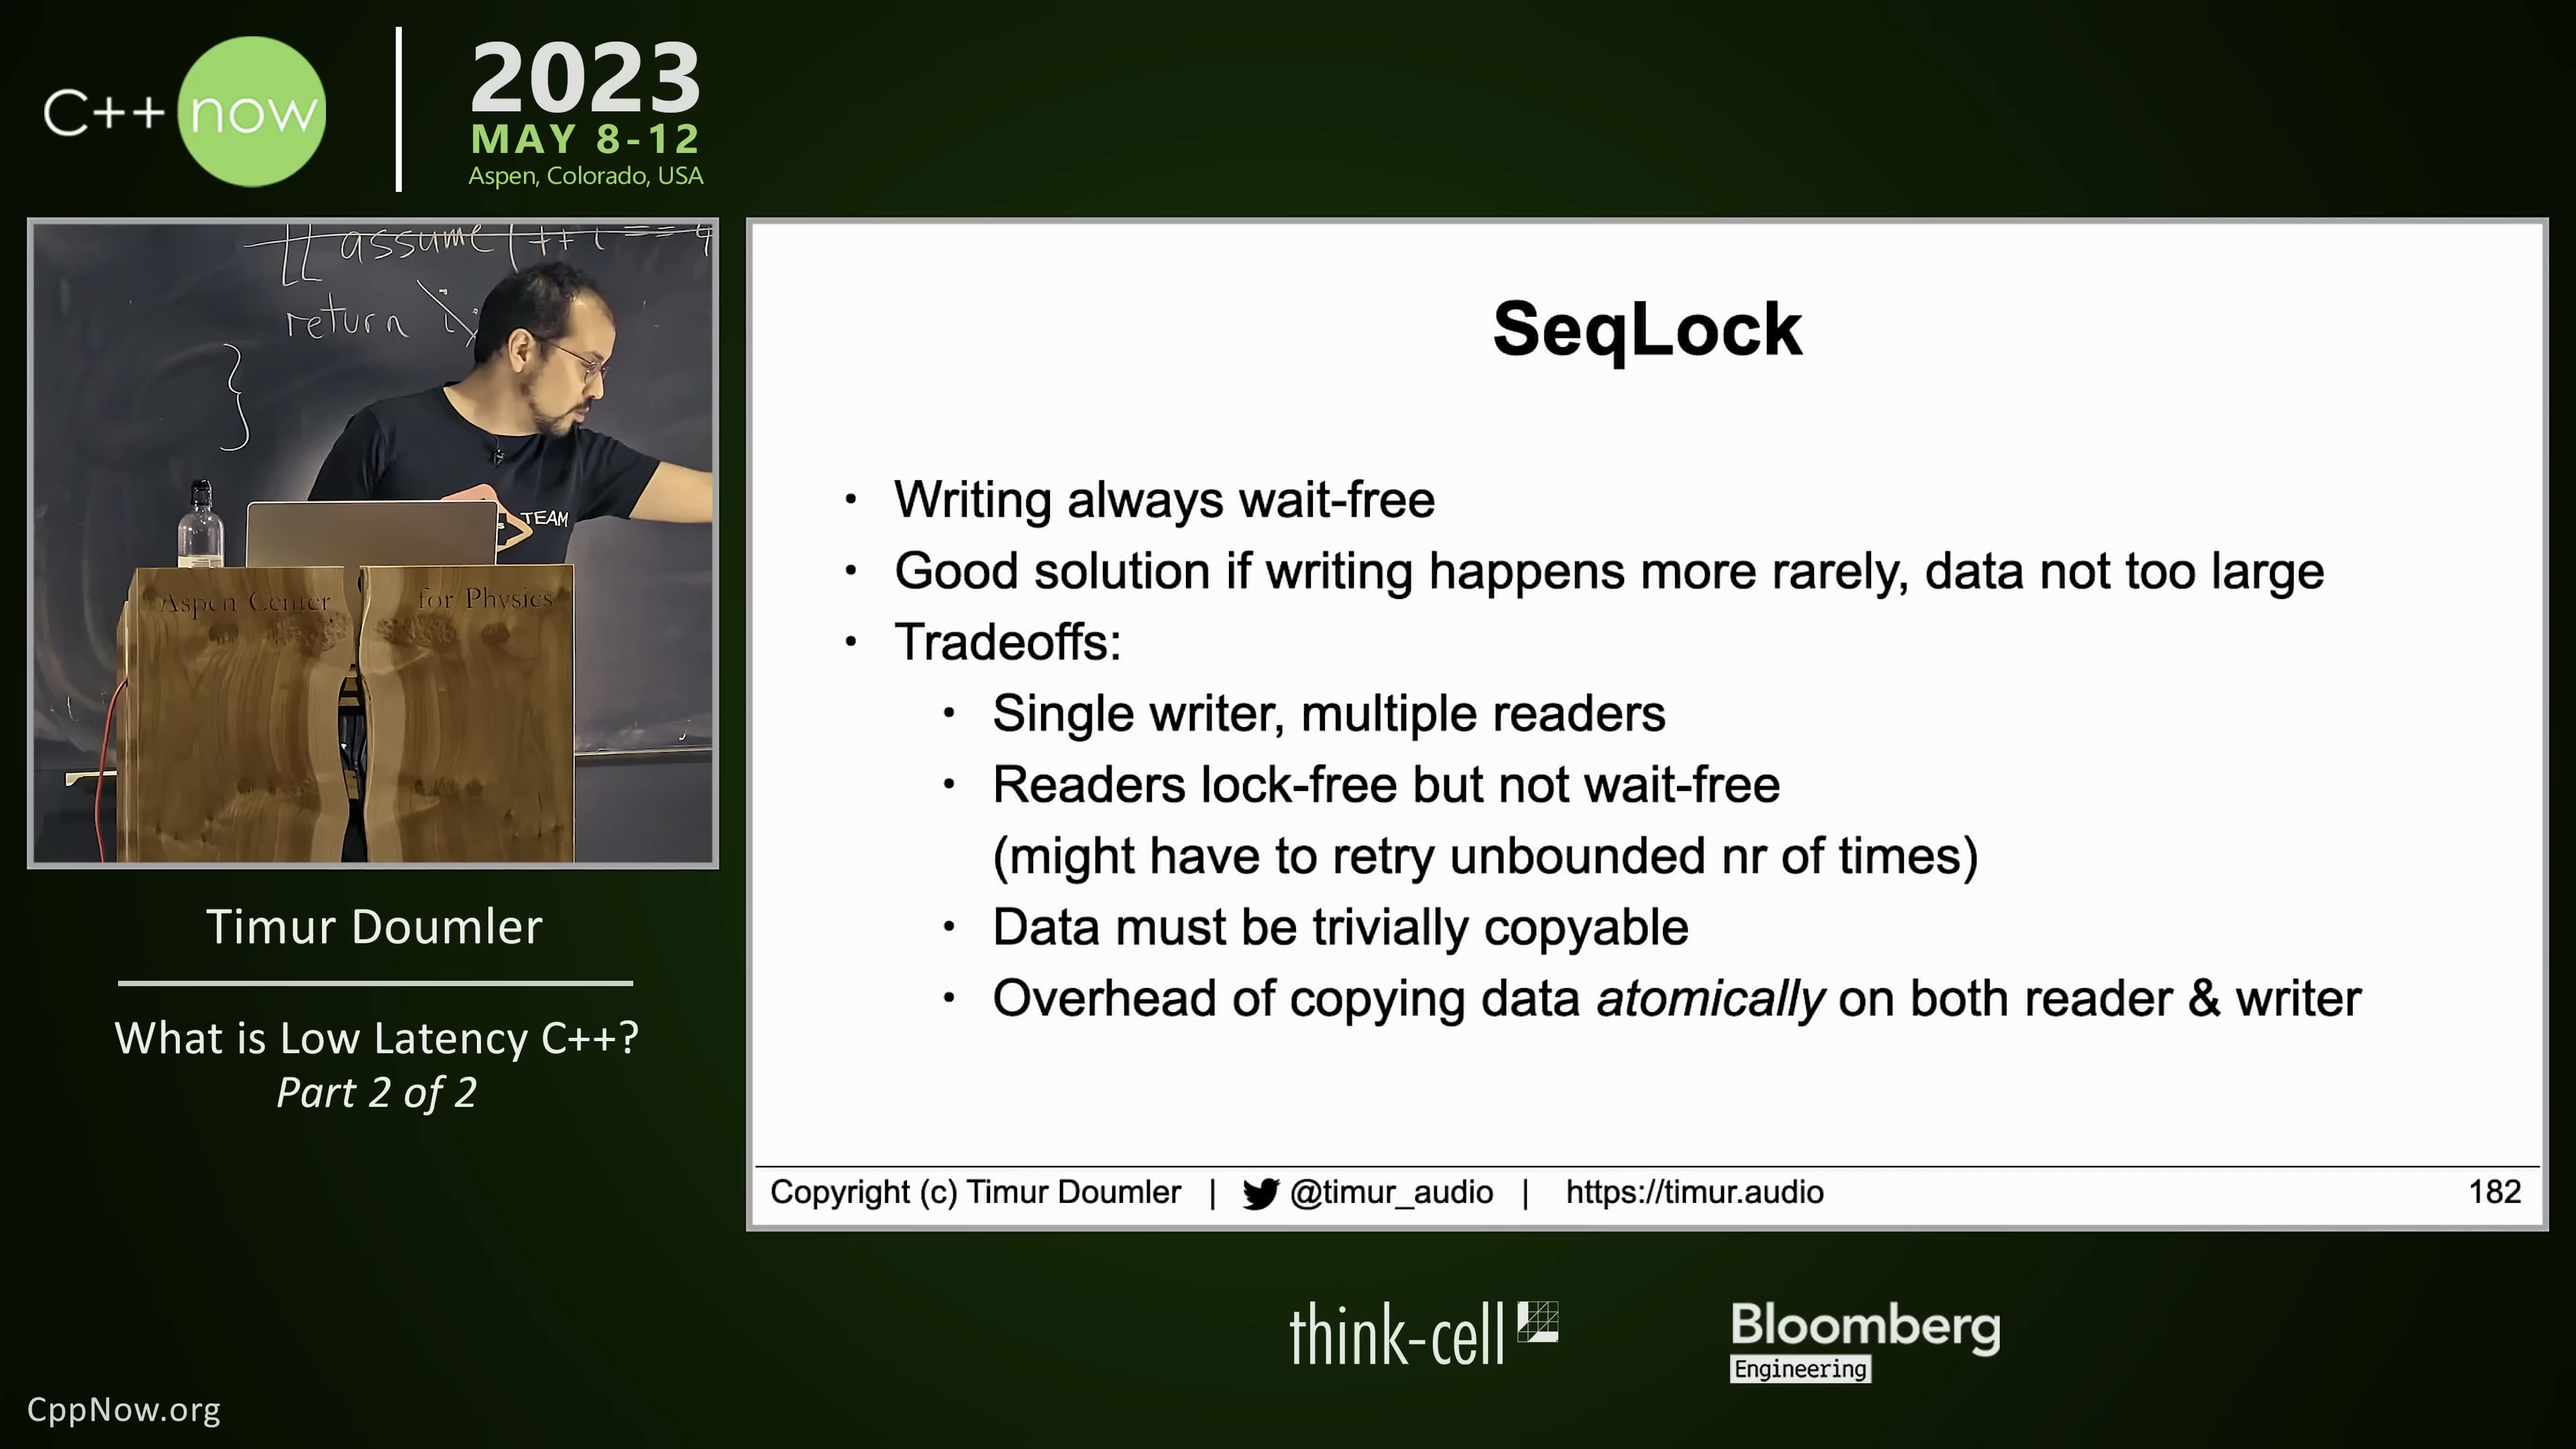 C++ now
2023
MAY 8-12
Aspen, Colorado, USA
[[ assume (++i ==
return i
}
TEAM
Aspen Center for Physics
Timur Doumler
What is Low Latency C++?
Part 2 of 2
SeqLock
• Writing always wait-free
• Good solution if writing happens more rarely, data not too large
• Tradeoffs:
• Single writer, multiple readers
• Readers lock-free but not wait-free
(might have to retry unbounded nr of times)
• Data must be trivially copyable
• Overhead of copying data atomically on both reader & writer
Copyright (c) Timur Doumler | @timur_audio | https://timur.audio 182
think-cell
Bloomberg
Engineering
CppNow.org